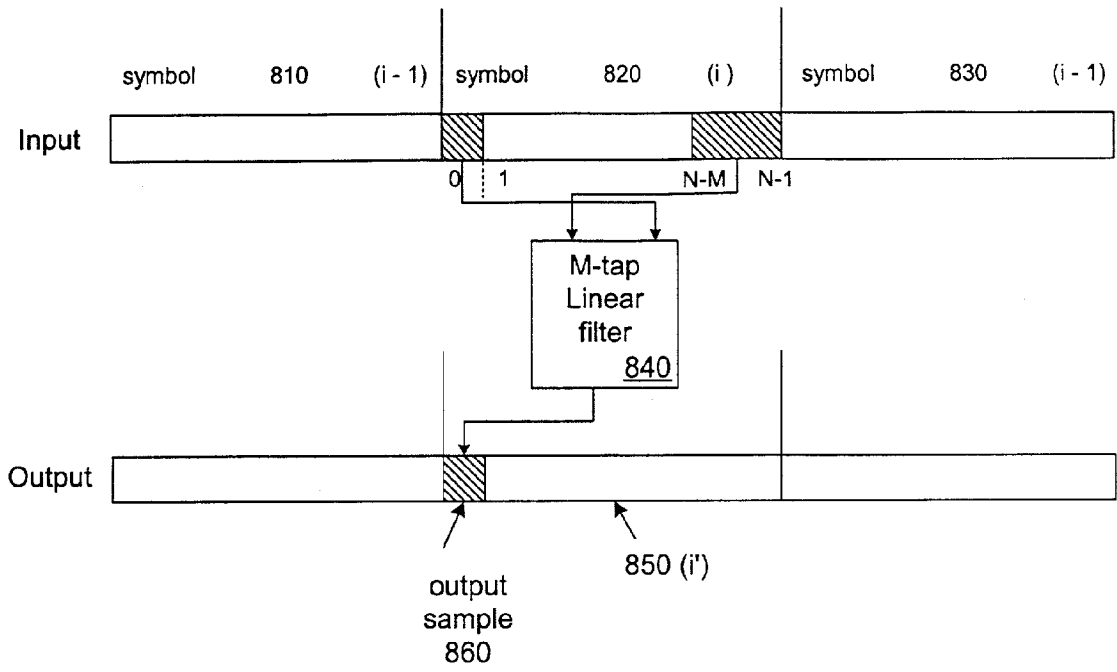 symbol 810 (i - 1) symbol 820 (i ) symbol 830 (i - 1)
Input
0 1 N-M N-1
M-tap
Linear
filter
840
Output
850 (i')
output
sample
860